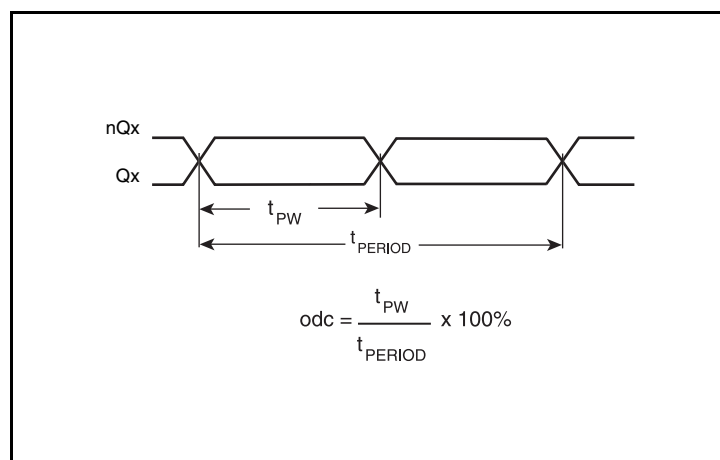 nQx
Qx
tPW
tPERIOD
odc = tPW / tPERIOD x 100%